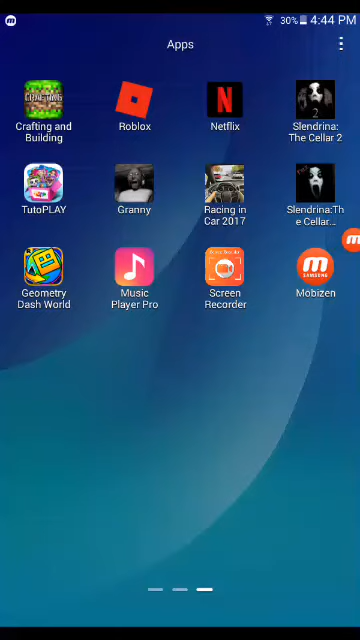 30% 4:44 PM
Apps
Crafting and
Building
Roblox
Netflix
Slendrina:
The Cellar 2
TutoPLAY
Granny
Racing in
Car 2017
Slendrina:Th
e Cellar...
Geometry
Dash World
Music
Player Pro
Screen
Recorder
Mobizen